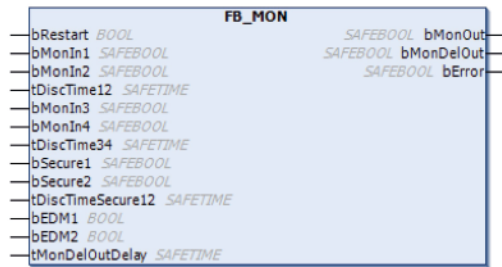 FB_MON
bRestart BOOL SAFEBOOL bMonOut
bMonIn1 SAFEBOOL SAFEBOOL bMonDelOut
bMonIn2 SAFEBOOL SAFEBOOL bError
tDiscTime12 SAFETIME
bMonIn3 SAFEBOOL
bMonIn4 SAFEBOOL
tDiscTime34 SAFETIME
bSecure1 SAFEBOOL
bSecure2 SAFEBOOL
tDiscTimeSecure12 SAFETIME
bEDM1 BOOL
bEDM2 BOOL
tMonDelOutDelay SAFETIME